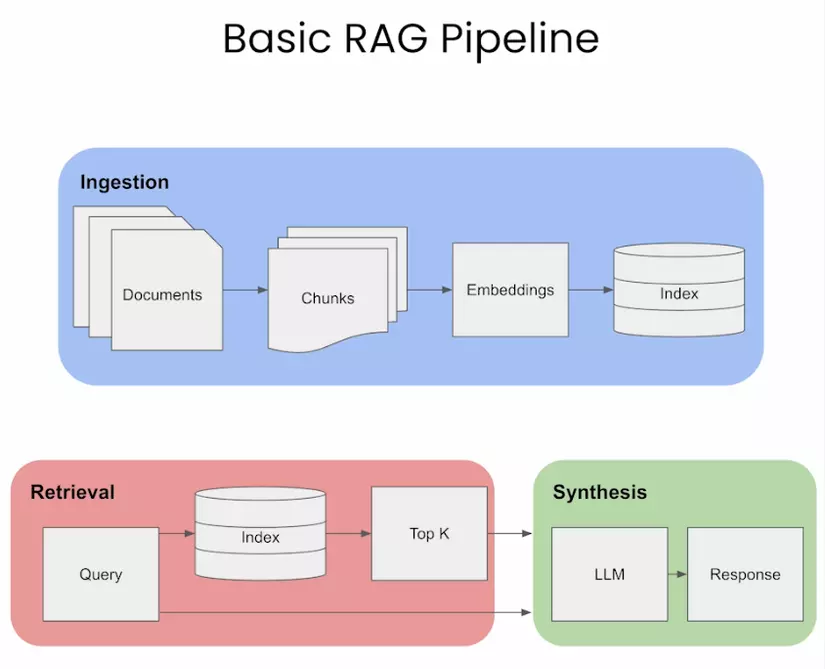 Basic RAG Pipeline
Ingestion
Documents
Chunks
Embeddings
Index
Retrieval
Query
Index
Top K
Synthesis
LLM
Response